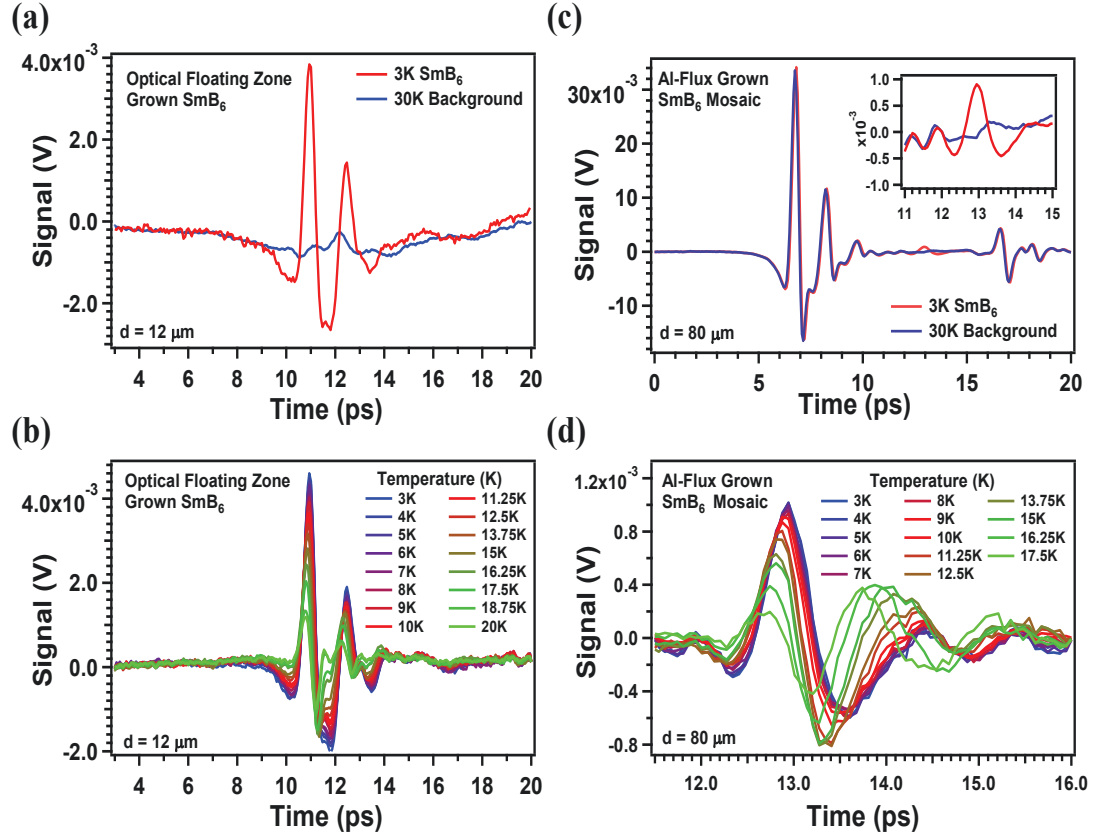 (a)
4.0x10⁻³
2.0
0.0
-2.0
Signal (V)
Optical Floating Zone
Grown SmB₆
3K SmB₆
30K Background
d = 12 μm
4 6 8 10 12 14 16 18 20
Time (ps)
(c)
30x10⁻³
20
10
0
-10
Signal (V)
Al-Flux Grown
SmB₆ Mosaic
1.0
0.5
0.0
-0.5
-1.0
x10⁻³
11 12 13 14 15
3K SmB₆
30K Background
d = 80 μm
0 5 10 15 20
Time (ps)
(b)
4.0x10⁻³
2.0
0.0
-2.0
Signal (V)
Optical Floating Zone
Grown SmB₆
Temperature (K)
3K 11.25K
4K 12.5K
5K 13.75K
6K 15K
7K 16.25K
8K 17.5K
9K 18.75K
10K 20K
d = 12 μm
4 6 8 10 12 14 16 18 20
Time (ps)
(d)
1.2x10⁻³
0.8
0.4
0.0
-0.4
-0.8
Signal (V)
Al-Flux Grown
SmB₆ Mosaic
Temperature (K)
3K 8K 13.75K
4K 9K 15K
5K 10K 16.25K
6K 11.25K 17.5K
7K 12.5K
d = 80 μm
12.0 13.0 14.0 15.0 16.0
Time (ps)